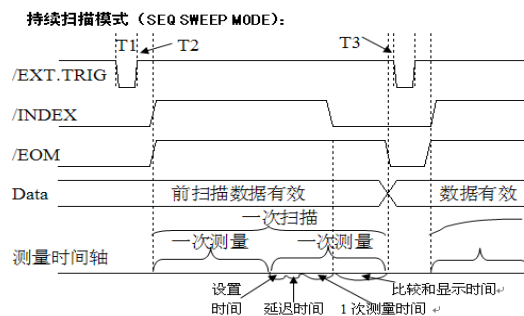 持续扫描模式（SEQ SWEEP MODE）:
T1 T2 T3
/EXT.TRIG
/INDEX
/EOM
Data 前扫描数据有效 数据有效
一次扫描
一次测量 一次测量
测量时间轴
设置时间 延迟时间 1次测量时间 比较和显示时间